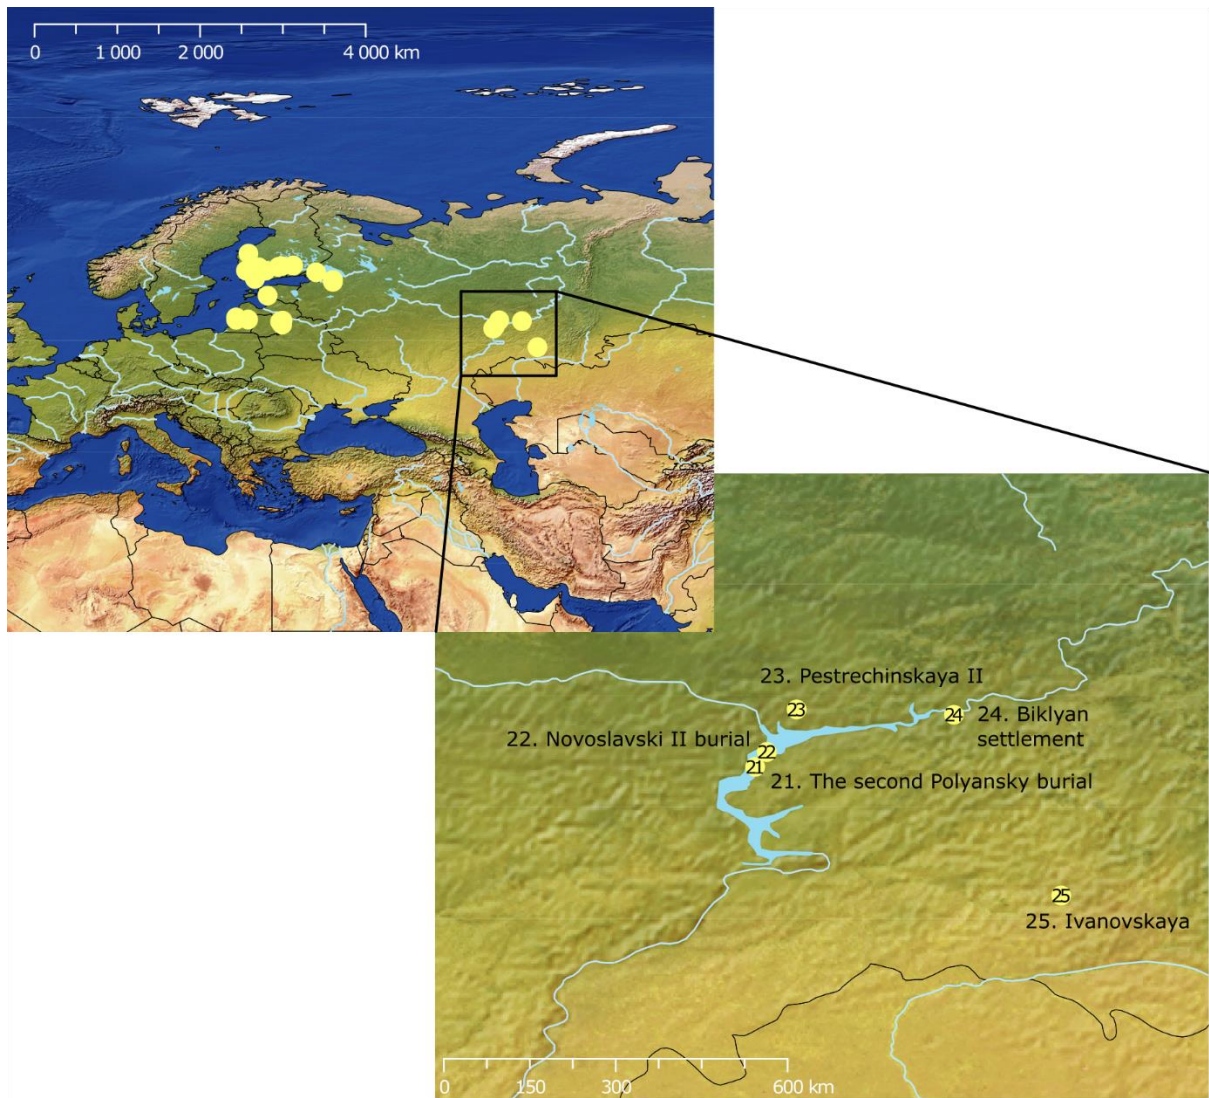 0 1 000 2 000 4 000 km
23. Pestrechinskaya II
23
24
24. Biklyan
settlement
22. Novoslavski II burial
22
21
21. The second Polyansky burial
25
25. Ivanovskaya
0 150 300 600 km